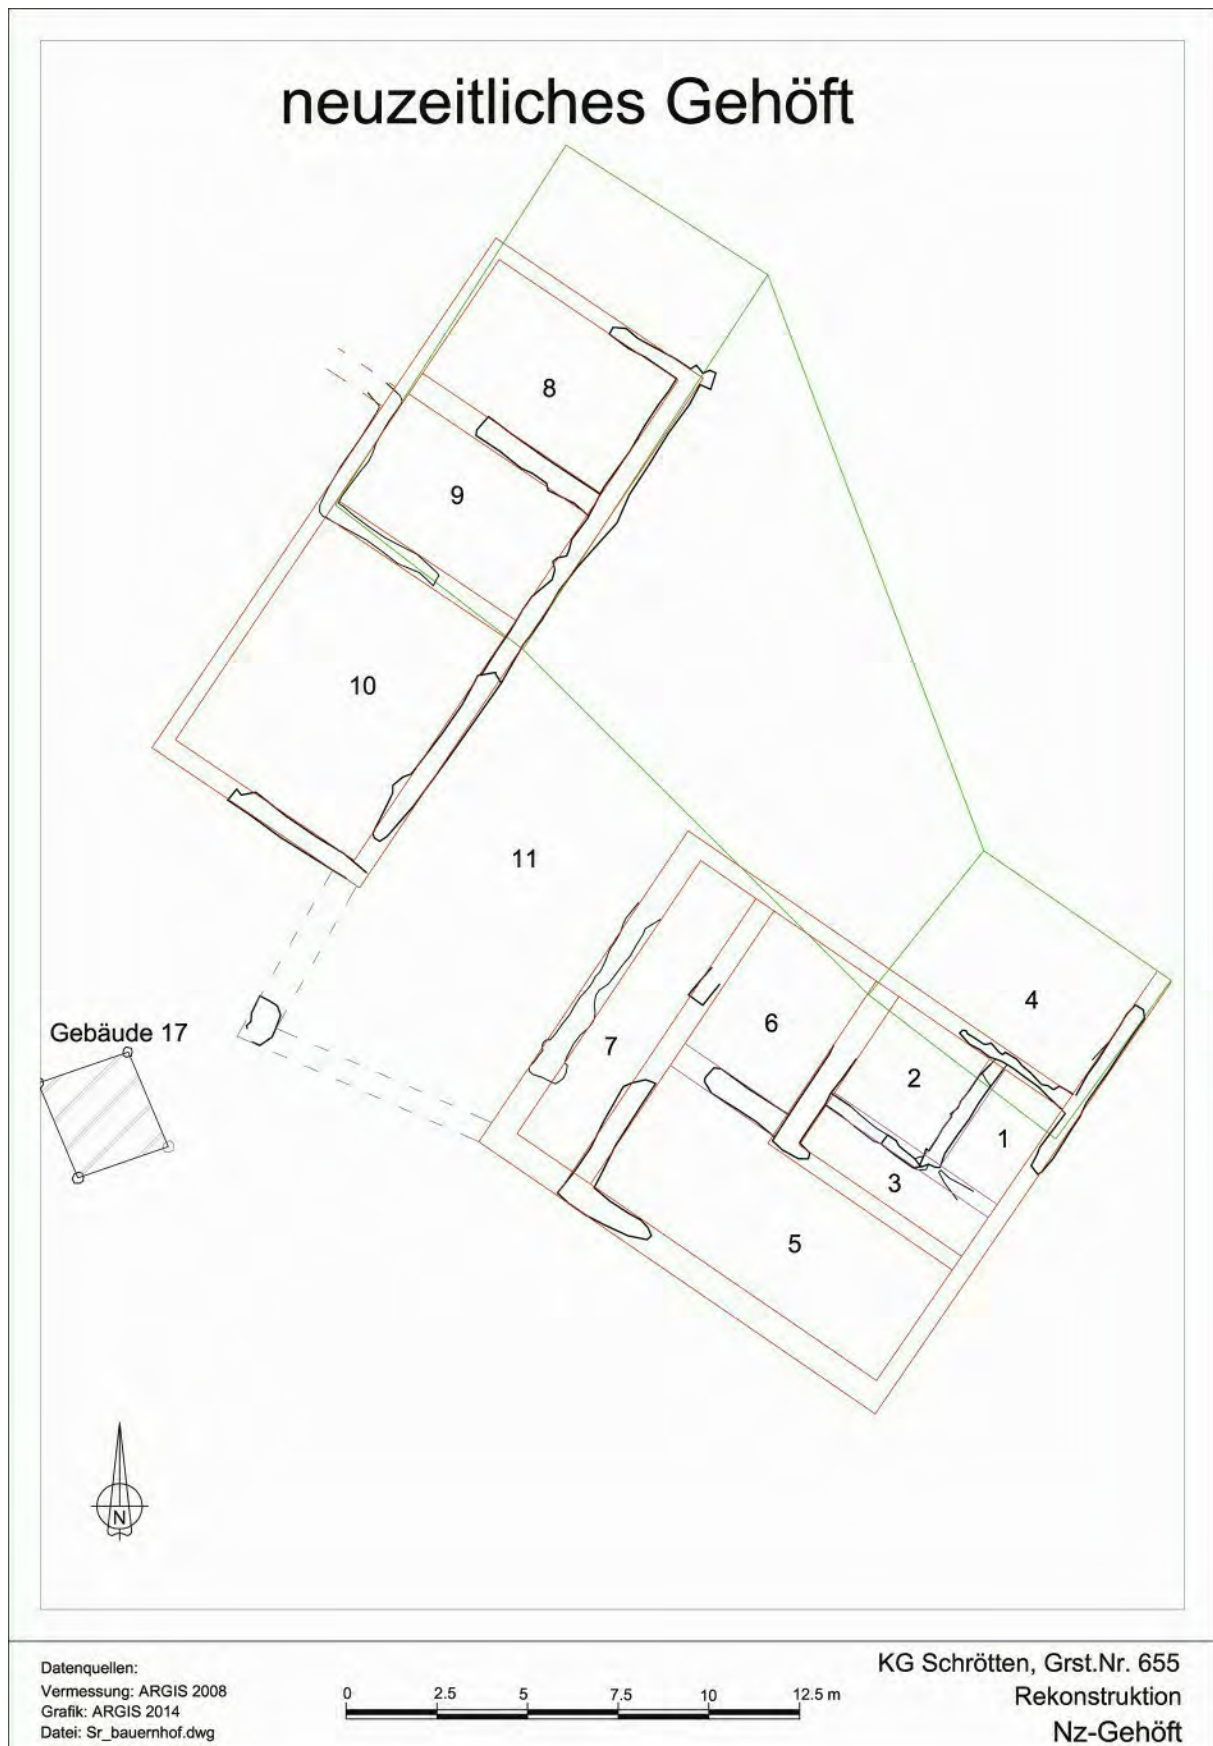 neuzeitliches Gehöft
8
9
10
11
4
6
2
7
1
3
5
Gebäude 17
N
Datenquellen:
Vermessung: ARGIS 2008
Grafik: ARGIS 2014
Datei: Sr_bauernhof.dwg
0 2.5 5 7.5 10 12.5 m
KG Schrötten, Grst.Nr. 655
Rekonstruktion
Nz-Gehöft